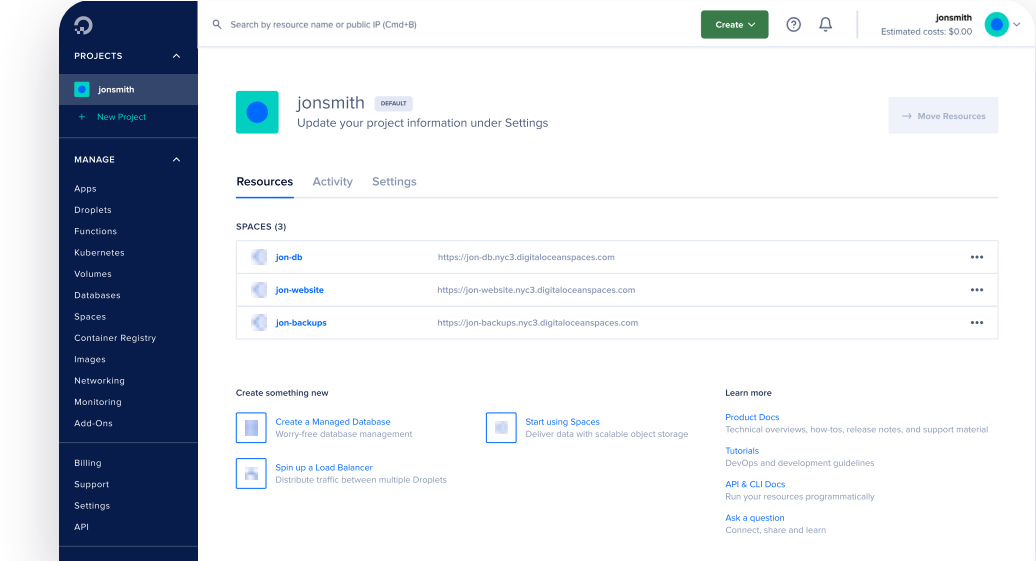 Search by resource name or public IP (Cmd+B)
Create
jonsmith
Estimated costs: $0.00
PROJECTS
jonsmith
+ New Project
MANAGE
Apps
Droplets
Functions
Kubernetes
Volumes
Databases
Spaces
Container Registry
Images
Networking
Monitoring
Add-Ons
Billing
Support
Settings
API
jonsmith DEFAULT
Update your project information under Settings
→ Move Resources
Resources Activity Settings
SPACES (3)
jon-db https://jon-db.nyc3.digitaloceanspaces.com
jon-website https://jon-website.nyc3.digitaloceanspaces.com
jon-backups https://jon-backups.nyc3.digitaloceanspaces.com
Create something new
Create a Managed Database
Worry-free database management
Start using Spaces
Deliver data with scalable object storage
Spin up a Load Balancer
Distribute traffic between multiple Droplets
Learn more
Product Docs
Technical overviews, how-tos, release notes, and support material
Tutorials
DevOps and development guidelines
API & CLI Docs
Run your resources programmatically
Ask a question
Connect, share and learn